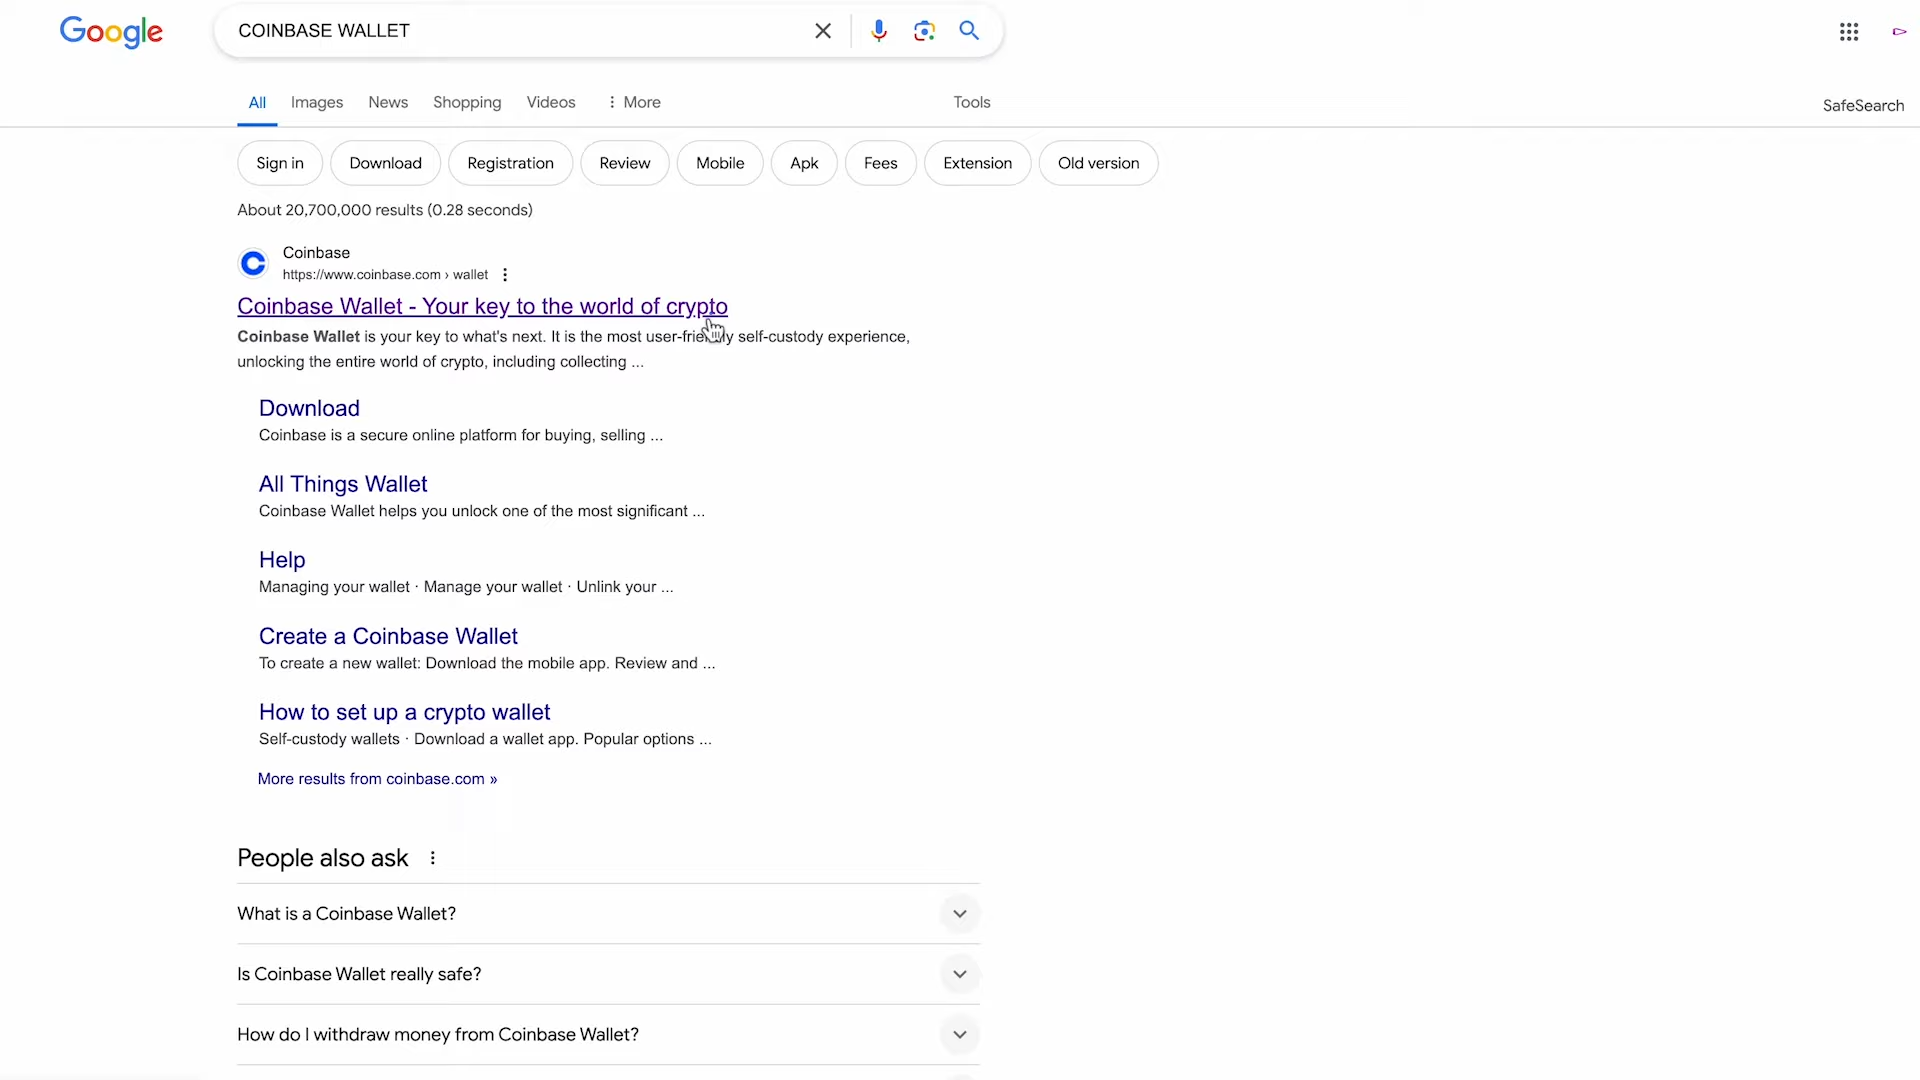 Google
COINBASE WALLET
All Images News Shopping Videos More Tools SafeSearch
Sign in Download Registration Review Mobile Apk Fees Extension Old version
About 20,700,000 results (0.28 seconds)
Coinbase
https://www.coinbase.com › wallet
Coinbase Wallet - Your key to the world of crypto
Coinbase Wallet is your key to what's next. It is the most user-friendly self-custody experience,
unlocking the entire world of crypto, including collecting ...
Download
Coinbase is a secure online platform for buying, selling ...
All Things Wallet
Coinbase Wallet helps you unlock one of the most significant ...
Help
Managing your wallet · Manage your wallet · Unlink your ...
Create a Coinbase Wallet
To create a new wallet: Download the mobile app. Review and ...
How to set up a crypto wallet
Self-custody wallets · Download a wallet app. Popular options ...
More results from coinbase.com »
People also ask
What is a Coinbase Wallet?
Is Coinbase Wallet really safe?
How do I withdraw money from Coinbase Wallet?